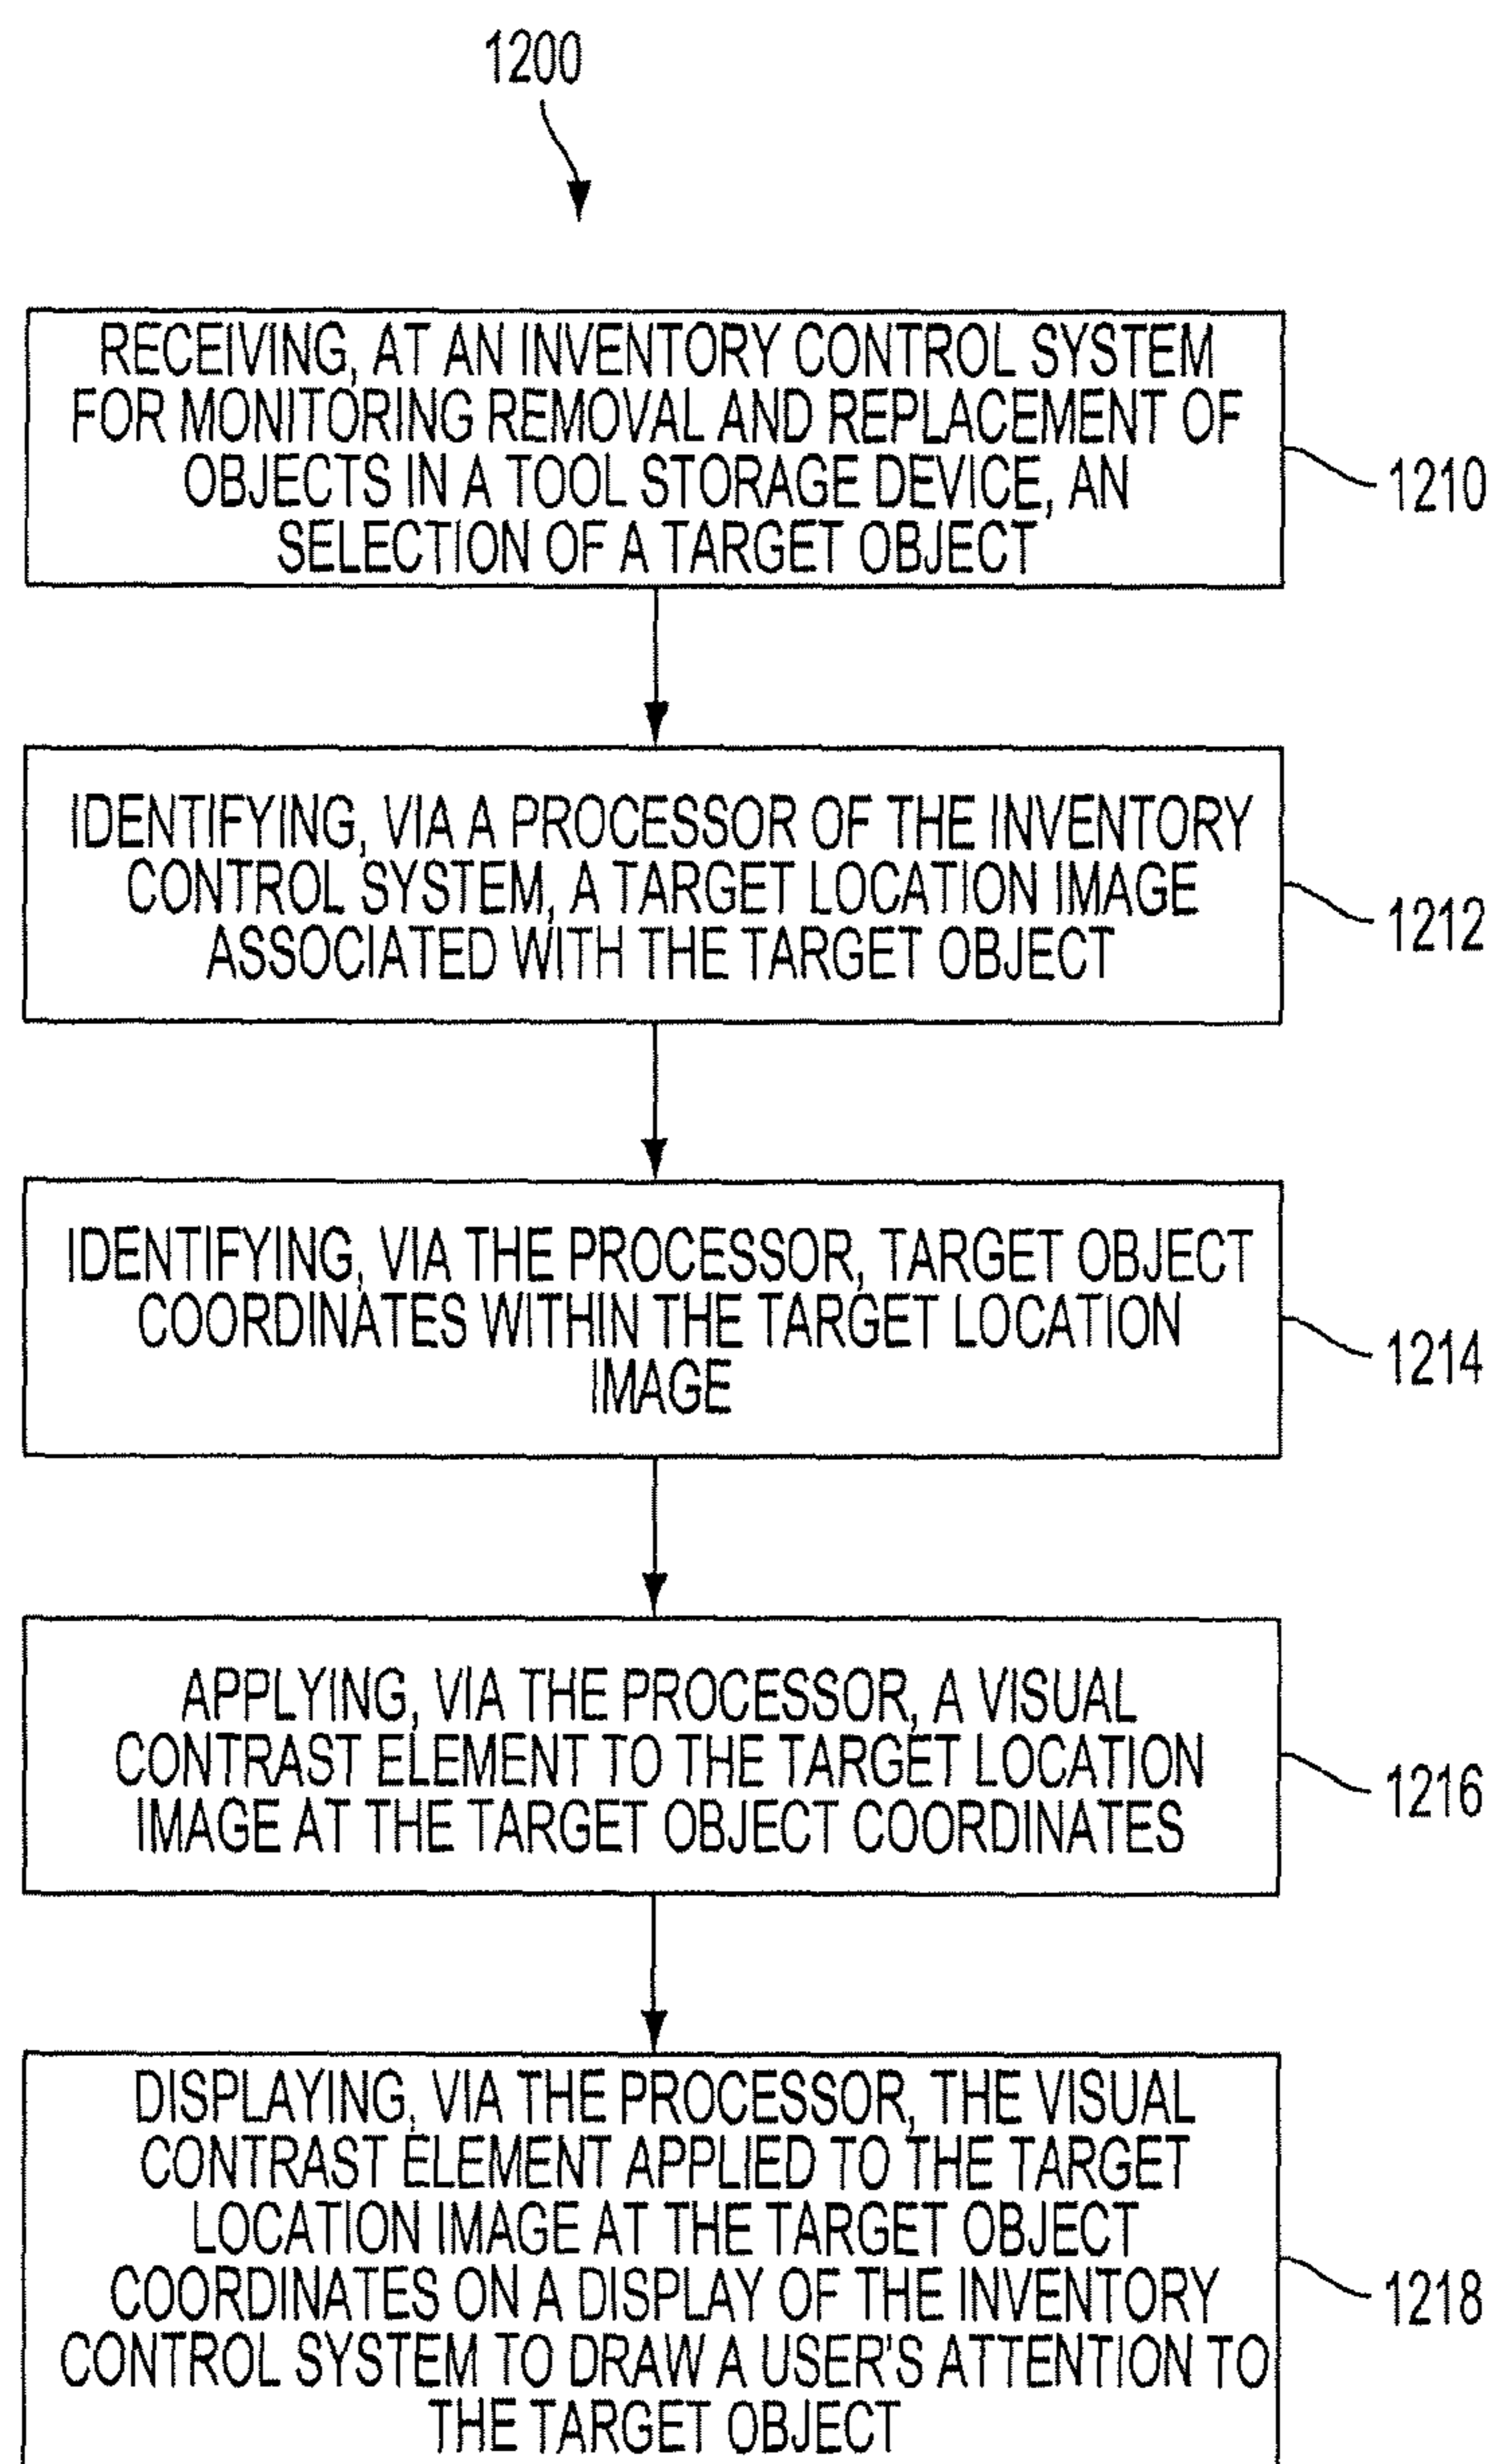 1200
RECEIVING, AT AN INVENTORY CONTROL SYSTEM
FOR MONITORING REMOVAL AND REPLACEMENT OF
OBJECTS IN A TOOL STORAGE DEVICE, AN
SELECTION OF A TARGET OBJECT
1210
IDENTIFYING, VIA A PROCESSOR OF THE INVENTORY
CONTROL SYSTEM, A TARGET LOCATION IMAGE
ASSOCIATED WITH THE TARGET OBJECT
1212
IDENTIFYING, VIA THE PROCESSOR, TARGET OBJECT
COORDINATES WITHIN THE TARGET LOCATION
IMAGE
1214
APPLYING, VIA THE PROCESSOR, A VISUAL
CONTRAST ELEMENT TO THE TARGET LOCATION
IMAGE AT THE TARGET OBJECT COORDINATES
1216
DISPLAYING, VIA THE PROCESSOR, THE VISUAL
CONTRAST ELEMENT APPLIED TO THE TARGET
LOCATION IMAGE AT THE TARGET OBJECT
COORDINATES ON A DISPLAY OF THE INVENTORY
CONTROL SYSTEM TO DRAW A USER'S ATTENTION TO
THE TARGET OBJECT
1218